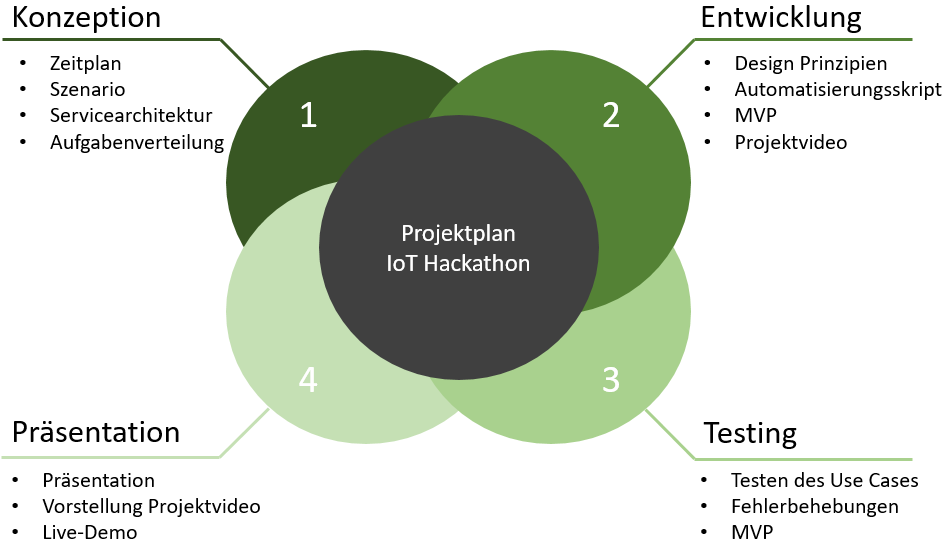 Konzeption
• Zeitplan
• Szenario
• Servicearchitektur
• Aufgabenverteilung
1
Entwicklung
• Design Prinzipien
• Automatisierungsskript
• MVP
• Projektvideo
2
Projektplan
IoT Hackathon
4
3
Präsentation
• Präsentation
• Vorstellung Projektvideo
• Live-Demo
Testing
• Testen des Use Cases
• Fehlerbehebungen
• MVP